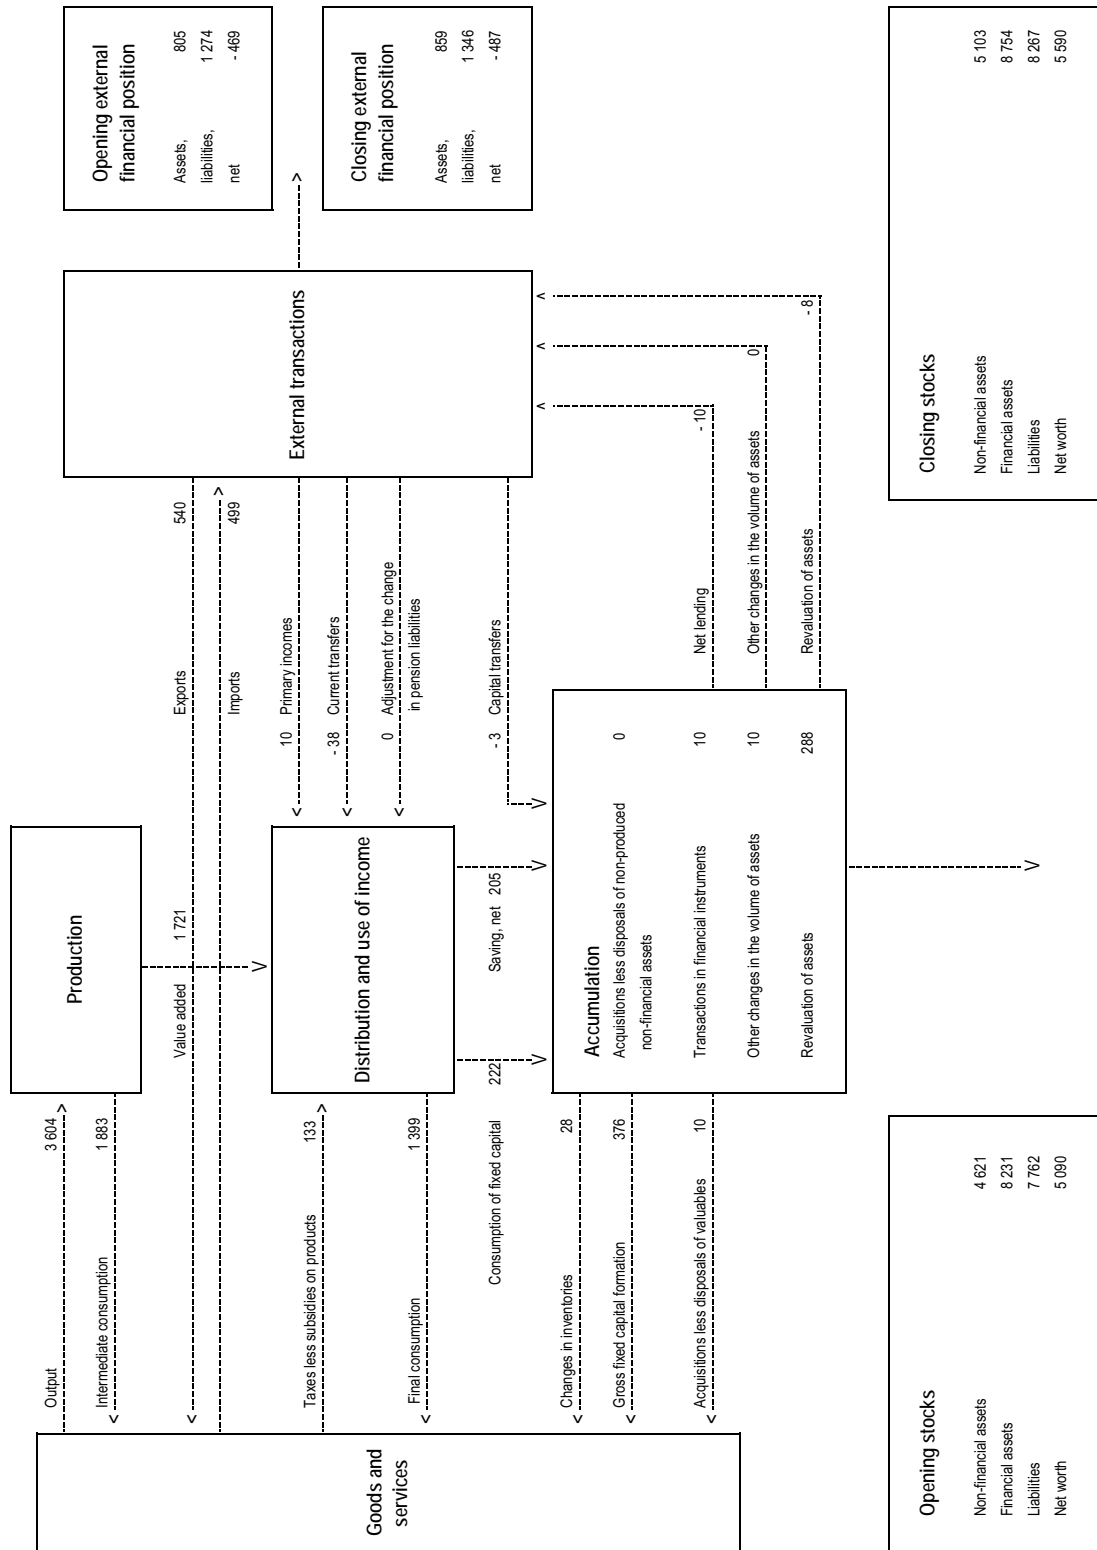 Goods and
services
Output 3 604
Intermediate consumption 1 883
Production
Value added 1 721
Exports 540
Imports 499
Taxes less subsidies on products 133
Final consumption 1 399
Distribution and use of income
10 Primary incomes
- 38 Current transfers
0 Adjustment for the change
in pension liabilities
External transactions
Opening external
financial position
Assets, 805
liabilities, 1 274
net - 469
Closing external
financial position
Assets, 859
liabilities, 1 346
net - 487
Consumption of fixed capital 222
Saving, net 205
- 3 Capital transfers
Changes in inventories 28
Gross fixed capital formation 376
Acquisitions less disposals of valuables 10
Accumulation
Acquisitions less disposals of non-produced 0
non-financial assets
Transactions in financial instruments 10
Other changes in the volume of assets 10
Revaluation of assets 288
Net lending - 10
Other changes in the volume of assets 0
Revaluation of assets - 8
Opening stocks
Non-financial assets 4 621
Financial assets 8 231
Liabilities 7 762
Net worth 5 090
Closing stocks
Non-financial assets 5 103
Financial assets 8 754
Liabilities 8 267
Net worth 5 590